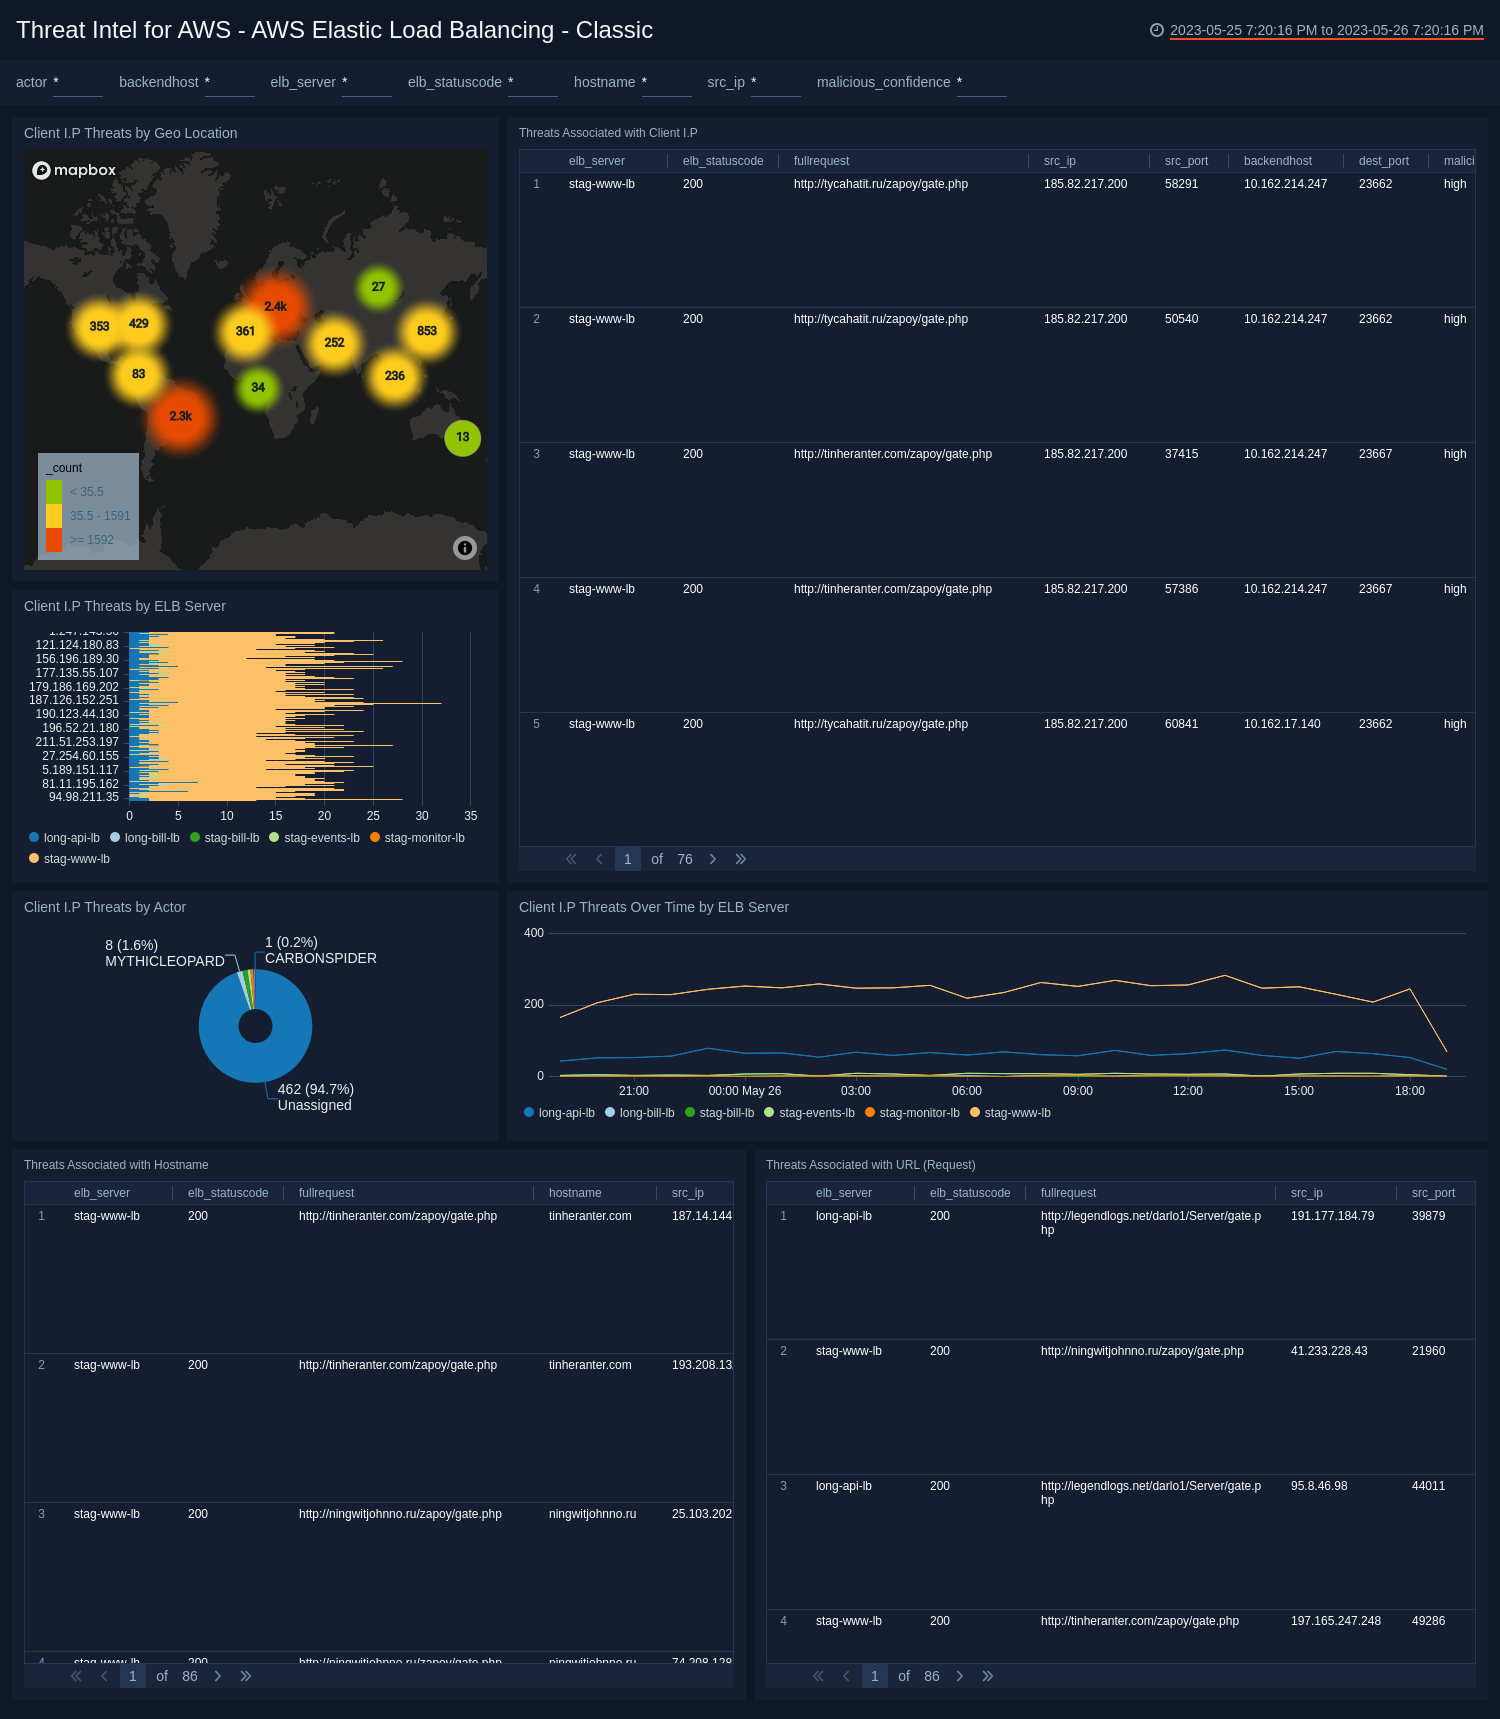 Threat Intel for AWS - AWS Elastic Load Balancing - Classic
2023-05-25 7:20:16 PM to 2023-05-26 7:20:16 PM
actor * backendhost * elb_server * elb_statuscode * hostname * src_ip * malicious_confidence *
Client I.P Threats by Geo Location
mapbox
27
2.4k
353 429 361 252 853
83 34 236
2.3k
13
_count
< 35.5
35.5 - 1591
>= 1592
Threats Associated with Client I.P
elb_server elb_statuscode fullrequest src_ip src_port backendhost dest_port malici
1 stag-www-lb 200 http://tycahatit.ru/zapoy/gate.php 185.82.217.200 58291 10.162.214.247 23662 high
2 stag-www-lb 200 http://tycahatit.ru/zapoy/gate.php 185.82.217.200 50540 10.162.214.247 23662 high
3 stag-www-lb 200 http://tinheranter.com/zapoy/gate.php 185.82.217.200 37415 10.162.214.247 23667 high
4 stag-www-lb 200 http://tinheranter.com/zapoy/gate.php 185.82.217.200 57386 10.162.214.247 23667 high
5 stag-www-lb 200 http://tycahatit.ru/zapoy/gate.php 185.82.217.200 60841 10.162.17.140 23662 high
1 of 76
Client I.P Threats by ELB Server
121.124.180.83
156.196.189.30
177.135.55.107
179.186.169.202
187.126.152.251
190.123.44.130
196.52.21.180
211.51.253.197
27.254.60.155
5.189.151.117
81.11.195.162
94.98.211.35
0 5 10 15 20 25 30 35
long-api-lb long-bill-lb stag-bill-lb stag-events-lb stag-monitor-lb
stag-www-lb
Client I.P Threats by Actor
8 (1.6%)
MYTHICLEOPARD
1 (0.2%)
CARBONSPIDER
462 (94.7%)
Unassigned
Client I.P Threats Over Time by ELB Server
400
200
0
21:00 00:00 May 26 03:00 06:00 09:00 12:00 15:00 18:00
long-api-lb long-bill-lb stag-bill-lb stag-events-lb stag-monitor-lb stag-www-lb
Threats Associated with Hostname
elb_server elb_statuscode fullrequest hostname src_ip
1 stag-www-lb 200 http://tinheranter.com/zapoy/gate.php tinheranter.com 187.14.144
2 stag-www-lb 200 http://tinheranter.com/zapoy/gate.php tinheranter.com 193.208.13
3 stag-www-lb 200 http://ningwitjohnno.ru/zapoy/gate.php ningwitjohnno.ru 25.103.202
4 stag-www-lb 200 http://ningwitjohnno.ru/zapoy/gate.php ningwitjohnno.ru 74.208.128
1 of 86
Threats Associated with URL (Request)
elb_server elb_statuscode fullrequest src_ip src_port
1 long-api-lb 200 http://legendlogs.net/darlo1/Server/gate.p 191.177.184.79 39879
hp
2 stag-www-lb 200 http://ningwitjohnno.ru/zapoy/gate.php 41.233.228.43 21960
3 long-api-lb 200 http://legendlogs.net/darlo1/Server/gate.p 95.8.46.98 44011
hp
4 stag-www-lb 200 http://tinheranter.com/zapoy/gate.php 197.165.247.248 49286
1 of 86